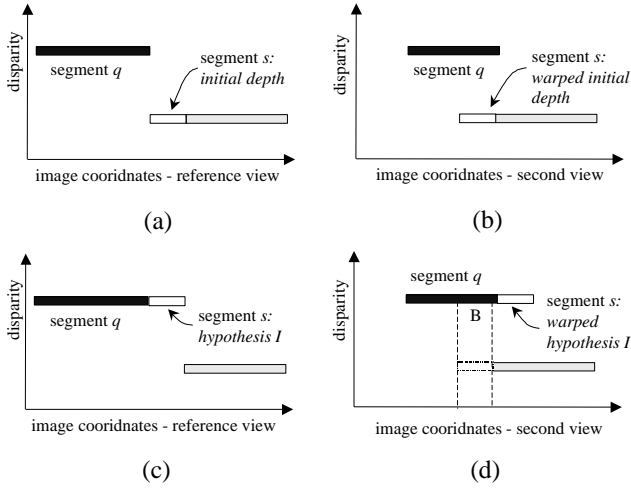 disparity
segment q
segment s:
initial depth
image cooridnates - reference view
(a)
disparity
segment q
segment s:
warped initial
depth
image cooridnates - second view
(b)
disparity
segment q
segment s:
hypothesis I
image cooridnates - reference view
(c)
disparity
segment q
B
segment s:
warped
hypothesis I
image cooridnates - second view
(d)